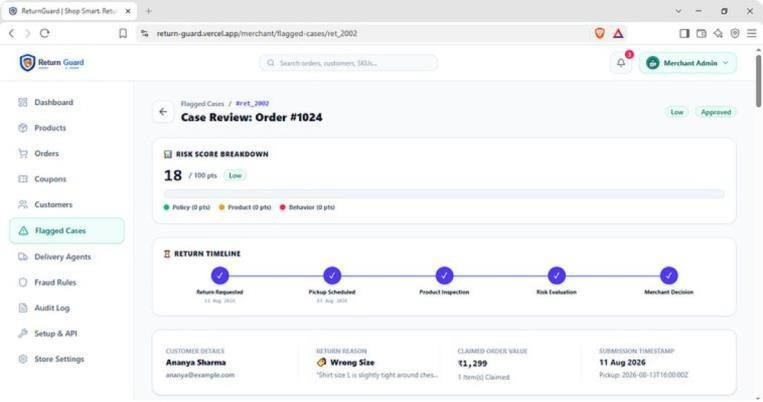 ReturnGuard | Shop Smart. Retu
return-guard.vercel.app/merchant/flagged-cases/ret_2002
Return Guard
Search orders, customers, SKUs...
3
Merchant Admin
Dashboard
Products
Orders
Coupons
Customers
Flagged Cases
Delivery Agents
Fraud Rules
Audit Log
Setup & API
Store Settings
Flagged Cases / #ret_2002
Case Review: Order #1024
Low Approved
RISK SCORE BREAKDOWN
18 / 100 pts Low
Policy (0 pts) Product (0 pts) Behavior (0 pts)
RETURN TIMELINE
Return Requested Pickup Scheduled Product Inspection Risk Evaluation Merchant Decision
Aug 2026 Aug 2026
CUSTOMER DETAILS
Ananya Sharma
ananya@example.com
RETURN REASON
Wrong Size
"Shirt size L is slightly tight around ches...
CLAIMED ORDER VALUE
₹1,299
1 Item(s) Claimed
SUBMISSION TIMESTAMP
11 Aug 2026
Pickup: 2026-08-13T16:00:00Z